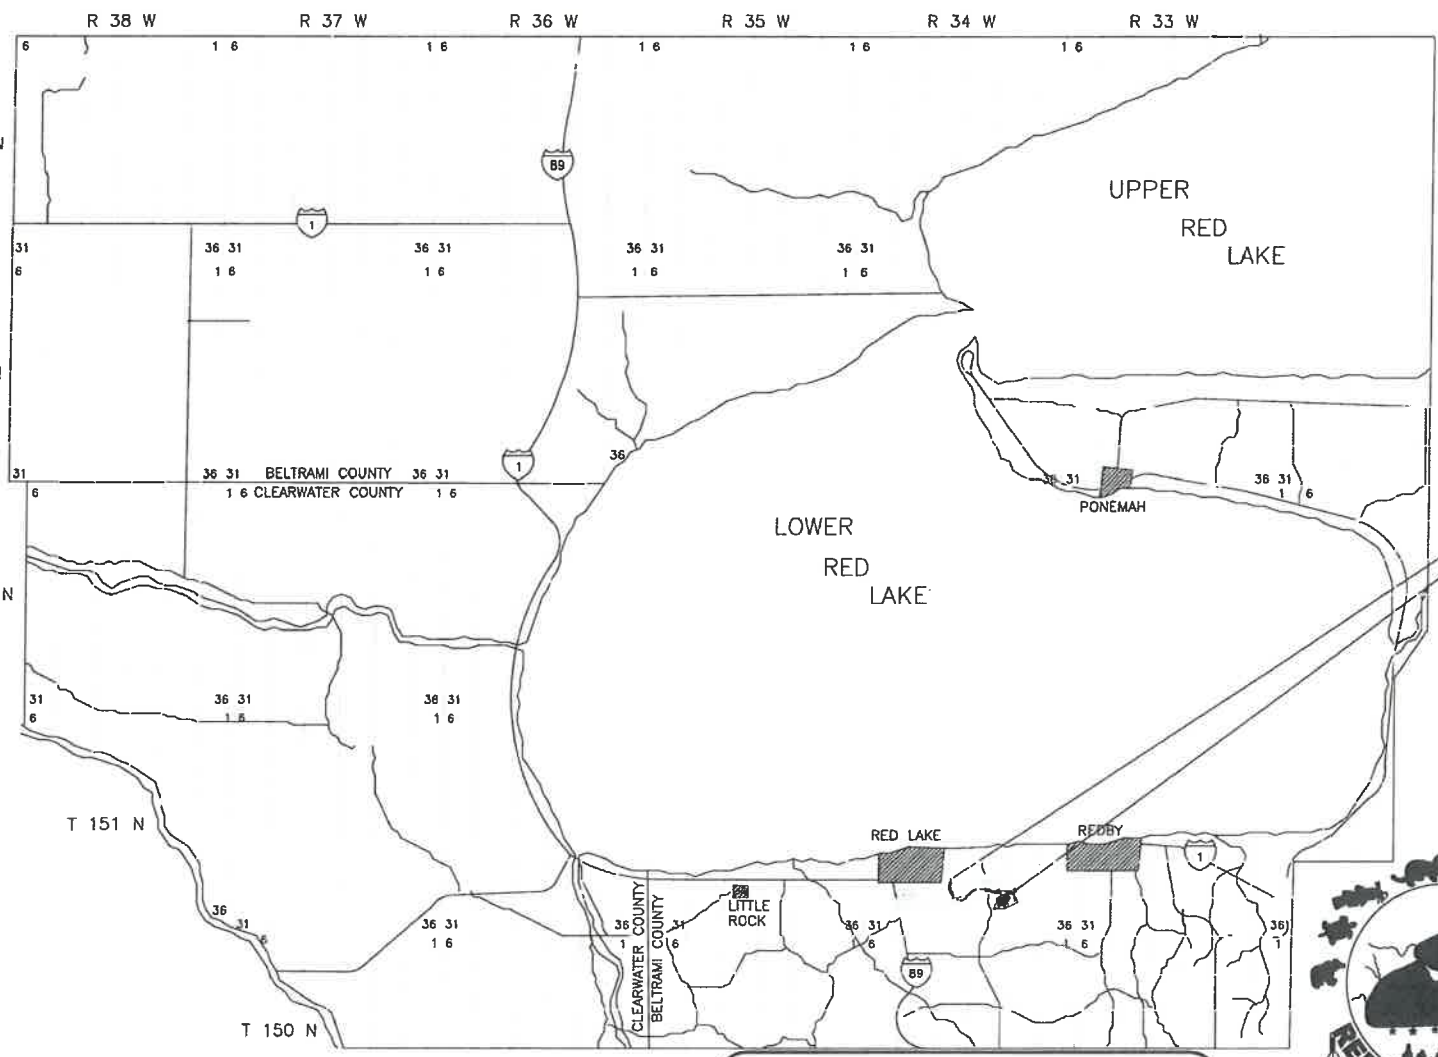 R 38 W R 37 W R 36 W R 35 W R 34 W R 33 W
6 1 6 1 6 1 6 1 6 1 6
89
UPPER
RED
LAKE
1
31 36 31 36 31 36 31 36 31
6 1 6 1 6 1 6 1 6
1
36
31 36 31 BELTRAMI COUNTY 36 31
6 1 6 CLEARWATER COUNTY 1 6
36 31 36 31
1 6
PONEMAH
LOWER
RED
LAKE
N
31 36 31 36 31
6 1 6 1 6
T 151 N
RED LAKE
REDBY
1
LITTLE
ROCK
CLEARWATER COUNTY
BELTRAMI COUNTY
36 31 36 31 36 31 36 31 36 31 36
6 1 6 1 6 1 6 1 6 1
89
T 150 N